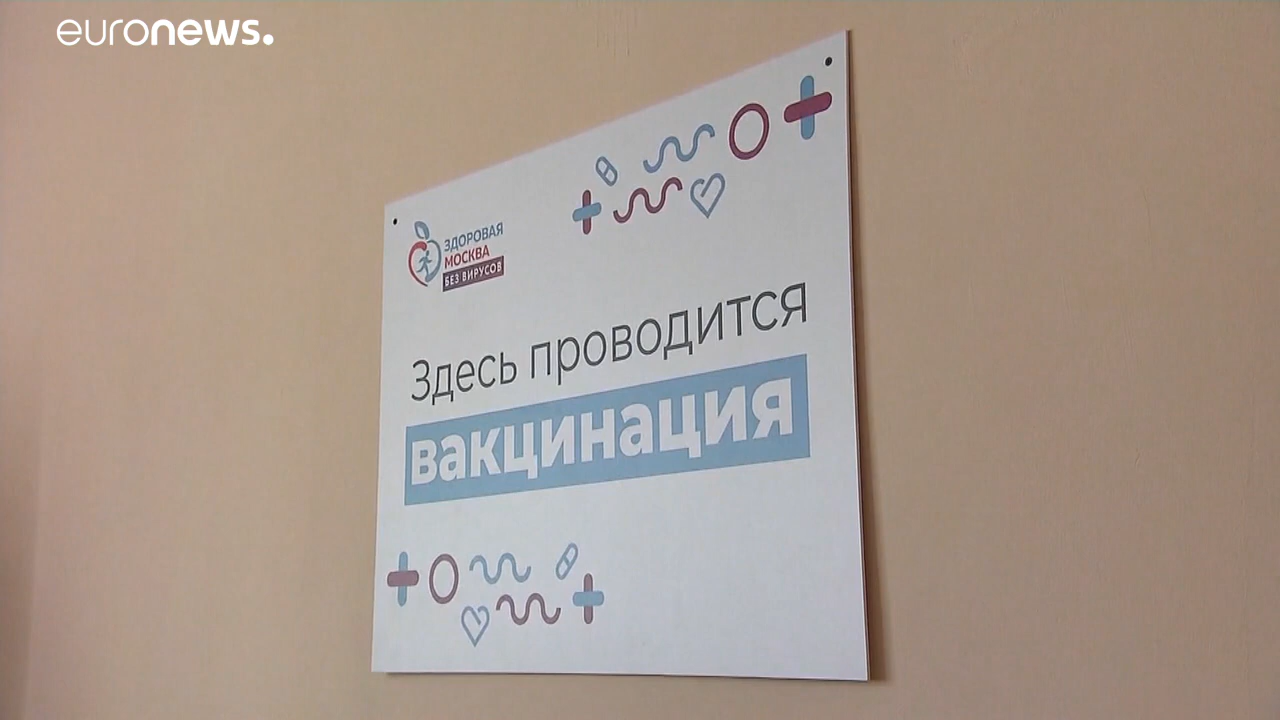 euronews.
ЗДОРОВАЯ
МОСКВА
БЕЗ ВИРУСОВ
Здесь проводится
вакцинация